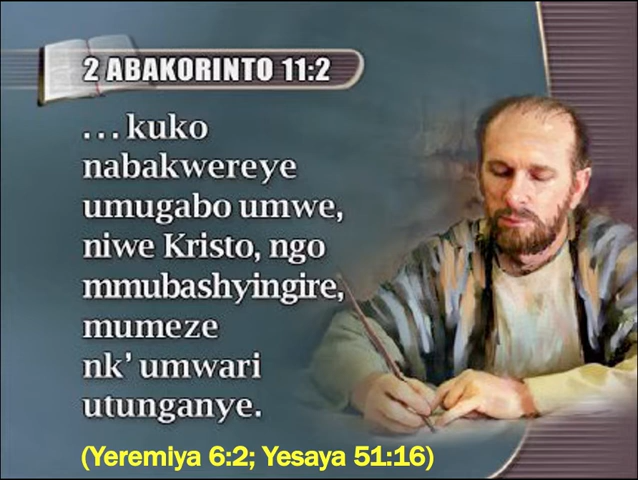 2 ABAKORINTO 11:2
...kuko
nabakwereye
umugabo umwe,
niwe Kristo, ngo
mmubashyingire,
mumeze
nk’ umwari
utunganye.
(Yeremiya 6:2; Yesaya 51:16)